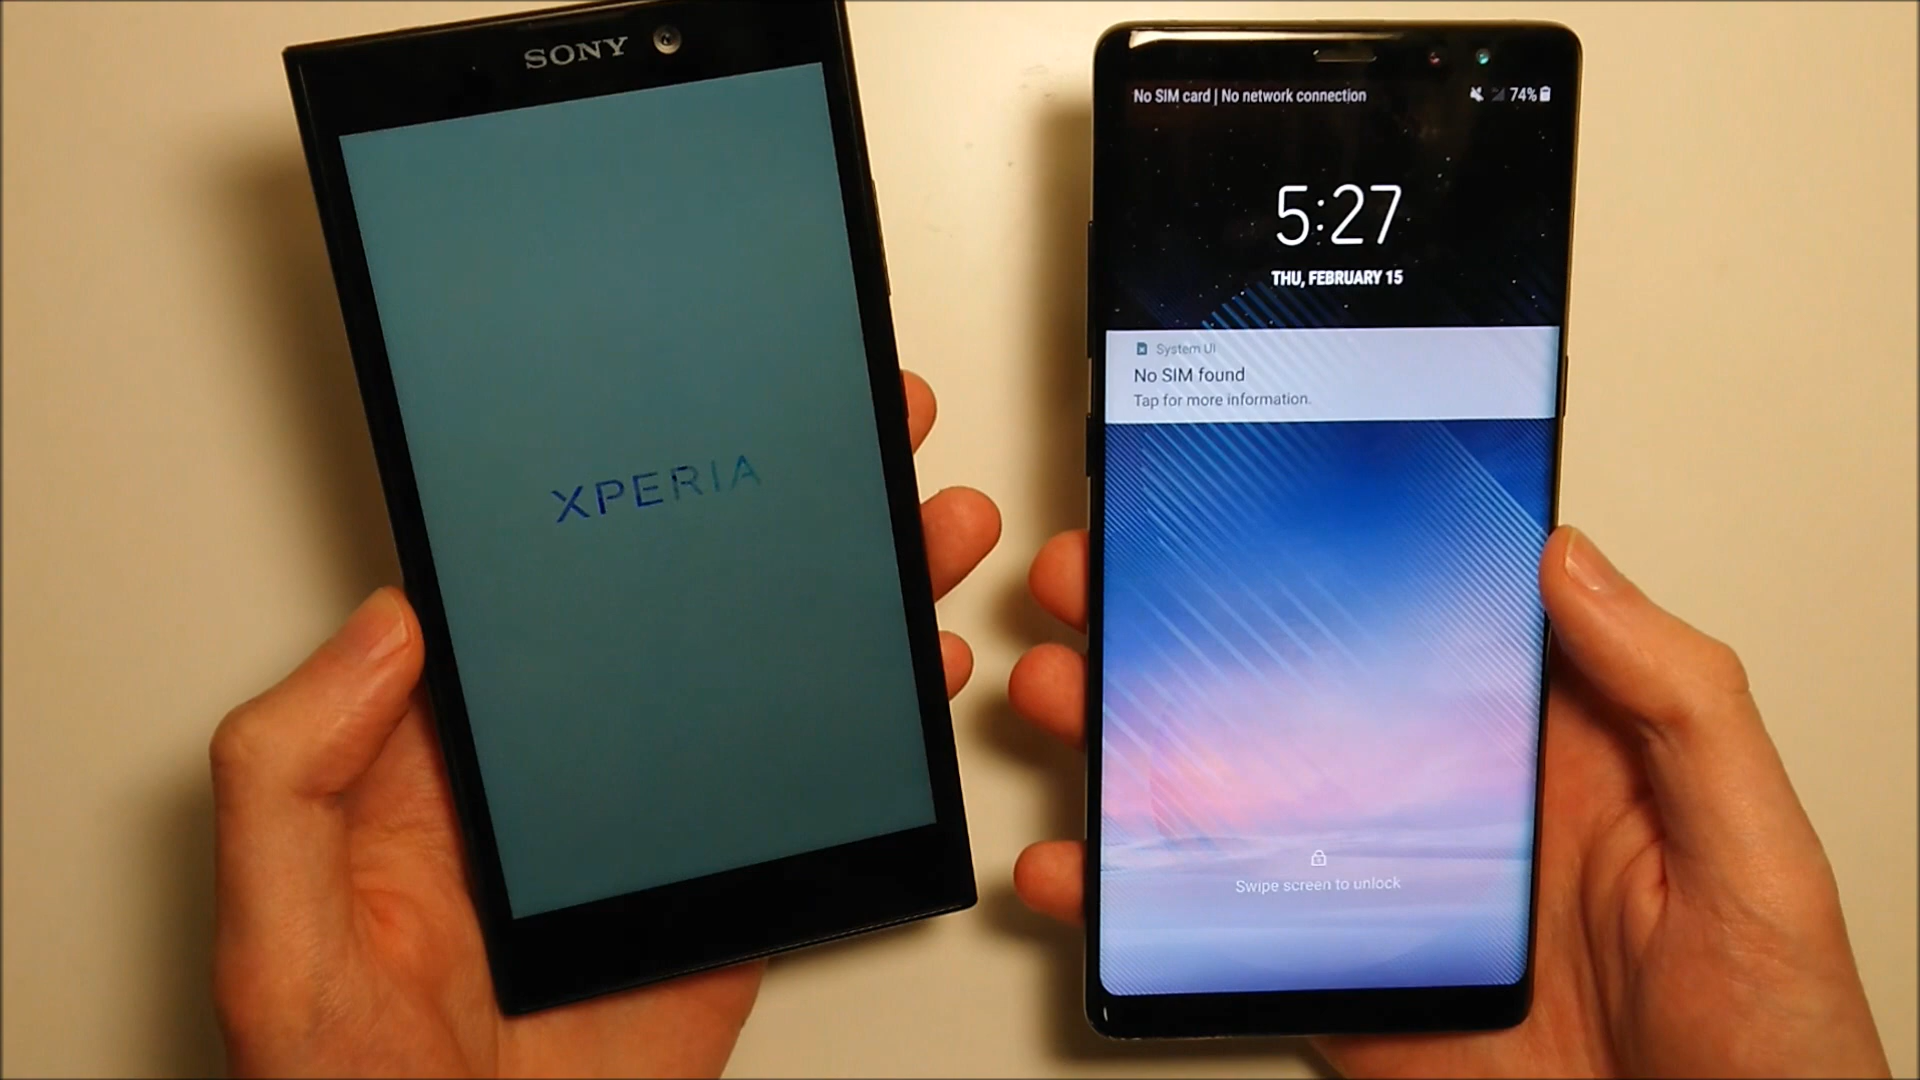 SONY
XPERIA
No SIM card | No network connection
74%
5:27
THU, FEBRUARY 15
System UI
No SIM found
Tap for more information.
Swipe screen to unlock